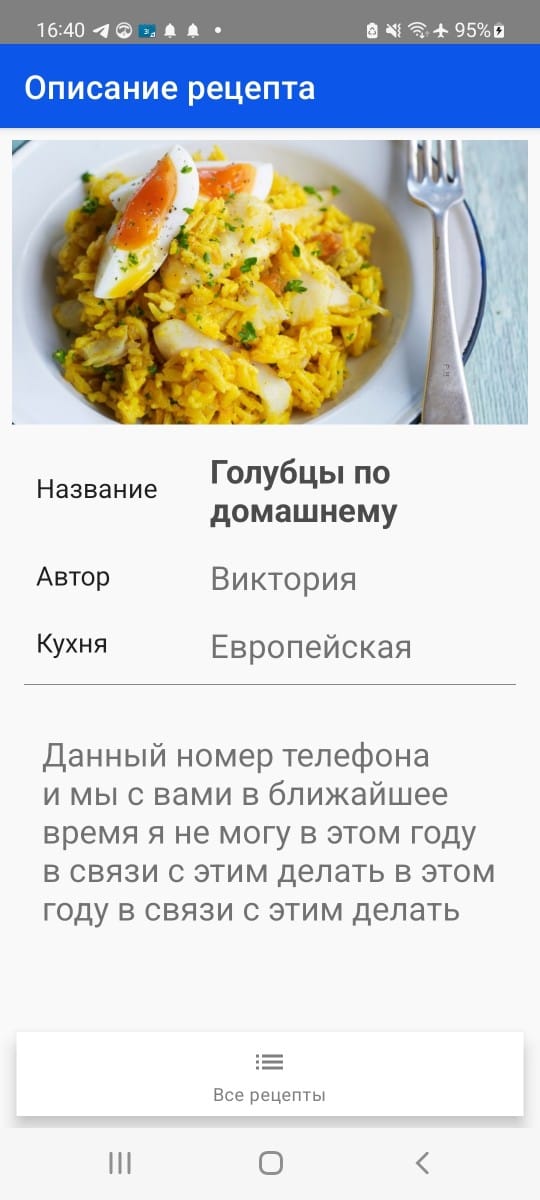 16:40 95%
Описание рецепта
Название
Голубцы по
домашнему
Автор
Виктория
Кухня
Европейская
Данный номер телефона
и мы с вами в ближайшее
время я не могу в этом году
в связи с этим делать в этом
году в связи с этим делать
Все рецепты